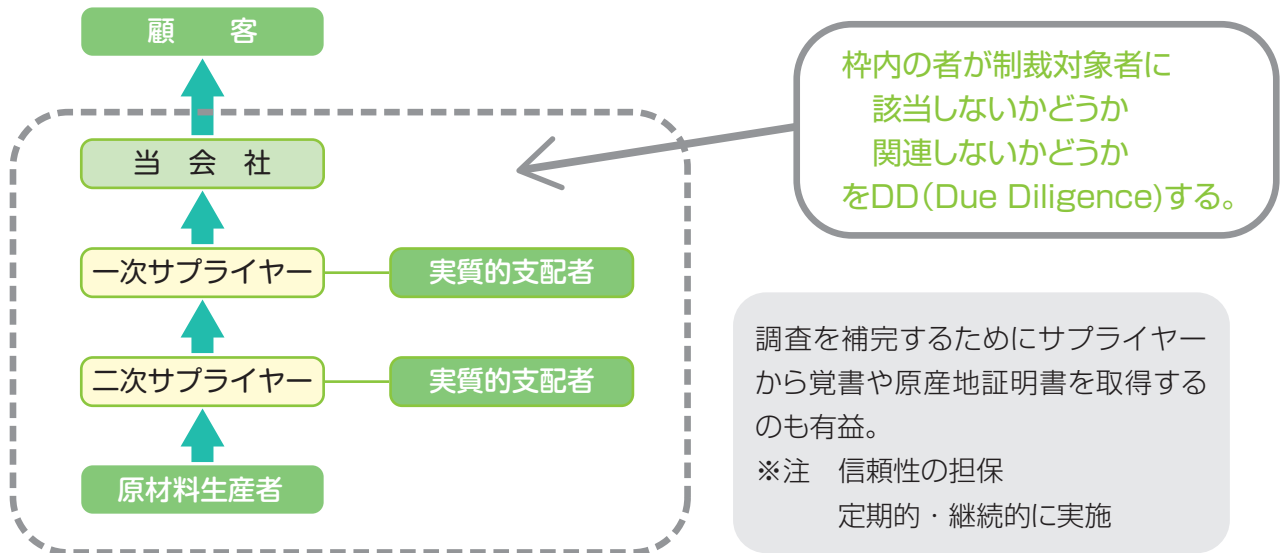 顧　客
枠内の者が制裁対象者に
該当しないかどうか
関連しないかどうか
をDD(Due Diligence)する。
当　会　社
一次サプライヤー
実質的支配者
二次サプライヤー
実質的支配者
原材料生産者
調査を補完するためにサプライヤー
から覚書や原産地証明書を取得する
のも有益。
※注　信頼性の担保
定期的・継続的に実施